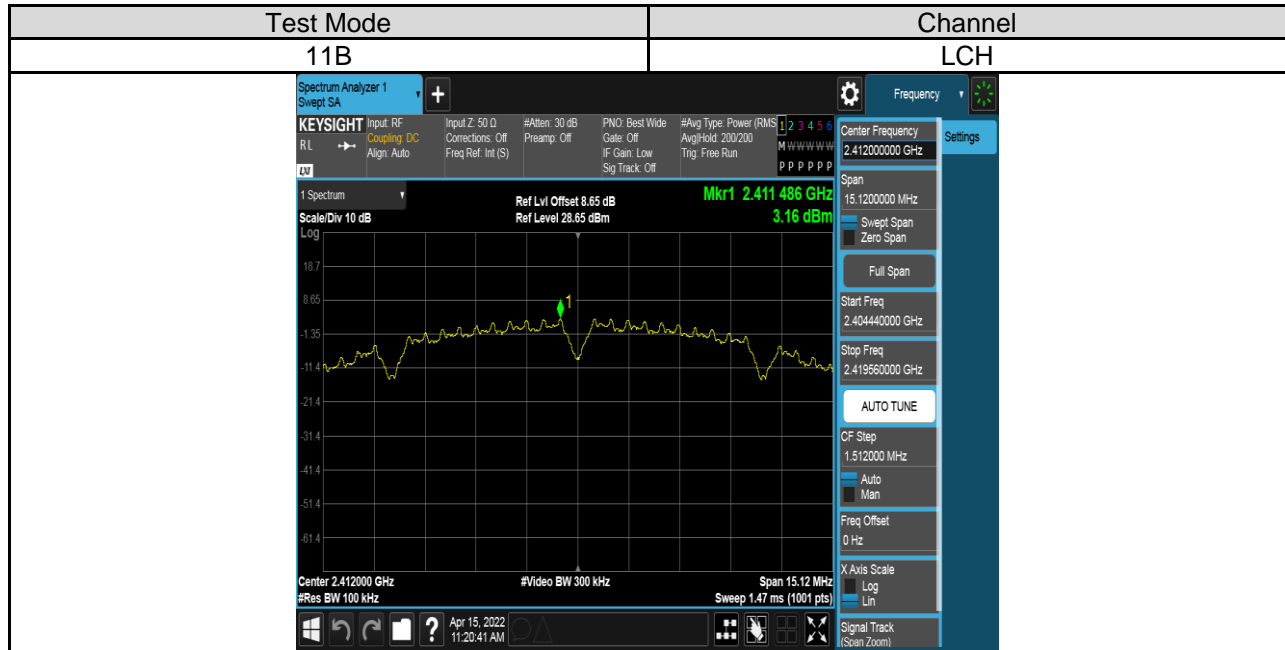 Test Mode Channel
11B LCH
Spectrum Analyzer 1
Swept SA
+
Frequency
KEYSIGHT
RL
LXI
Input: RF
Coupling: DC
Align: Auto
Input Z: 50 Ω
Corrections: Off
Freq Ref: Int (S)
#Atten: 30 dB
Preamp: Off
PNO: Best Wide
Gate: Off
IF Gain: Low
Sig Track: Off
#Avg Type: Power (RMS
Avg|Hold: 200/200
Trig: Free Run
1 2 3 4 5 6
M W W W W W
P P P P P P
1 Spectrum
Scale/Div 10 dB
Log
Ref Lvl Offset 8.65 dB
Ref Level 28.65 dBm
Mkr1 2.411 486 GHz
3.16 dBm
18.7
8.65
-1.35
-11.4
-21.4
-31.4
-41.4
-51.4
-61.4
1
Center 2.412000 GHz
#Res BW 100 kHz
#Video BW 300 kHz
Span 15.12 MHz
Sweep 1.47 ms (1001 pts)
?
Apr 15, 2022
11:20:41 AM
Center Frequency
2.412000000 GHz
Span
15.1200000 MHz
Swept Span
Zero Span
Full Span
Start Freq
2.404440000 GHz
Stop Freq
2.419560000 GHz
AUTO TUNE
CF Step
1.512000 MHz
Auto
Man
Freq Offset
0 Hz
X Axis Scale
Log
Lin
Signal Track
(Span Zoom)
Settings